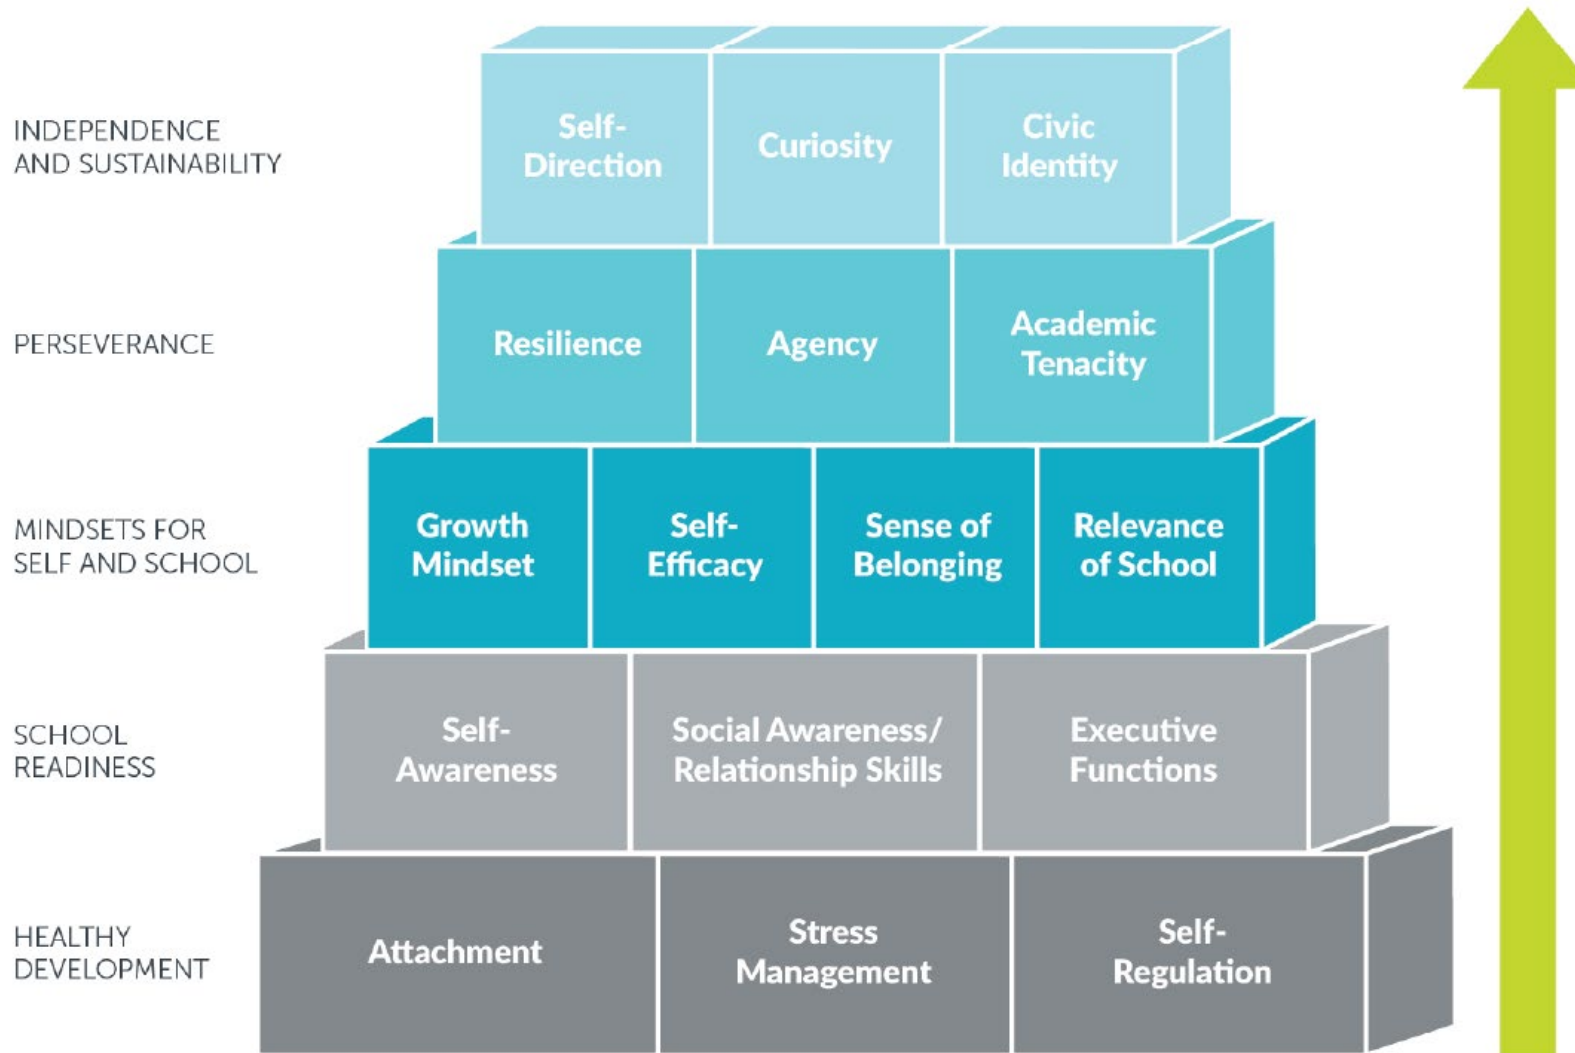 INDEPENDENCE
AND SUSTAINABILITY
Self-
Direction
Curiosity
Civic
Identity
PERSEVERANCE
Resilience
Agency
Academic
Tenacity
MINDSETS FOR
SELF AND SCHOOL
Growth
Mindset
Self-
Efficacy
Sense of
Belonging
Relevance
of School
SCHOOL
READINESS
Self-
Awareness
Social Awareness/
Relationship Skills
Executive
Functions
HEALTHY
DEVELOPMENT
Attachment
Stress
Management
Self-
Regulation